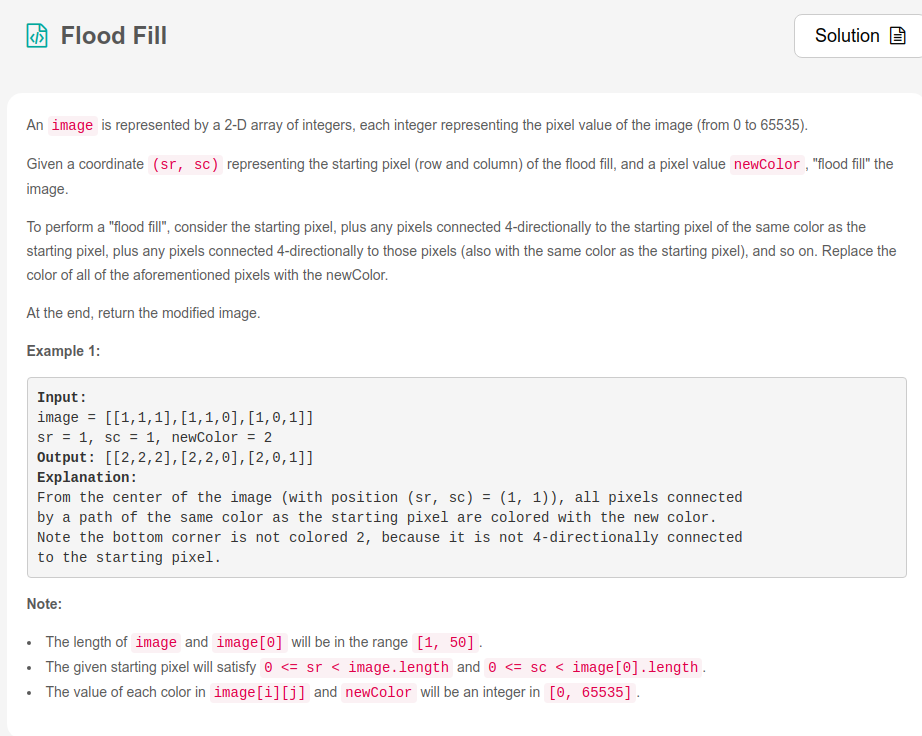 Flood Fill
Solution
An image is represented by a 2-D array of integers, each integer representing the pixel value of the image (from 0 to 65535).
Given a coordinate (sr, sc) representing the starting pixel (row and column) of the flood fill, and a pixel value newColor, "flood fill" the
image.
To perform a "flood fill", consider the starting pixel, plus any pixels connected 4-directionally to the starting pixel of the same color as the
starting pixel, plus any pixels connected 4-directionally to those pixels (also with the same color as the starting pixel), and so on. Replace the
color of all of the aforementioned pixels with the newColor.
At the end, return the modified image.
Example 1:
Input:
image = [[1,1,1],[1,1,0],[1,0,1]]
sr = 1, sc = 1, newColor = 2
Output: [[2,2,2],[2,2,0],[2,0,1]]
Explanation:
From the center of the image (with position (sr, sc) = (1, 1)), all pixels connected
by a path of the same color as the starting pixel are colored with the new color.
Note the bottom corner is not colored 2, because it is not 4-directionally connected
to the starting pixel.
Note:
• The length of image and image[0] will be in the range [1, 50].
• The given starting pixel will satisfy 0 <= sr < image.length and 0 <= sc < image[0].length.
• The value of each color in image[i][j] and newColor will be an integer in [0, 65535].